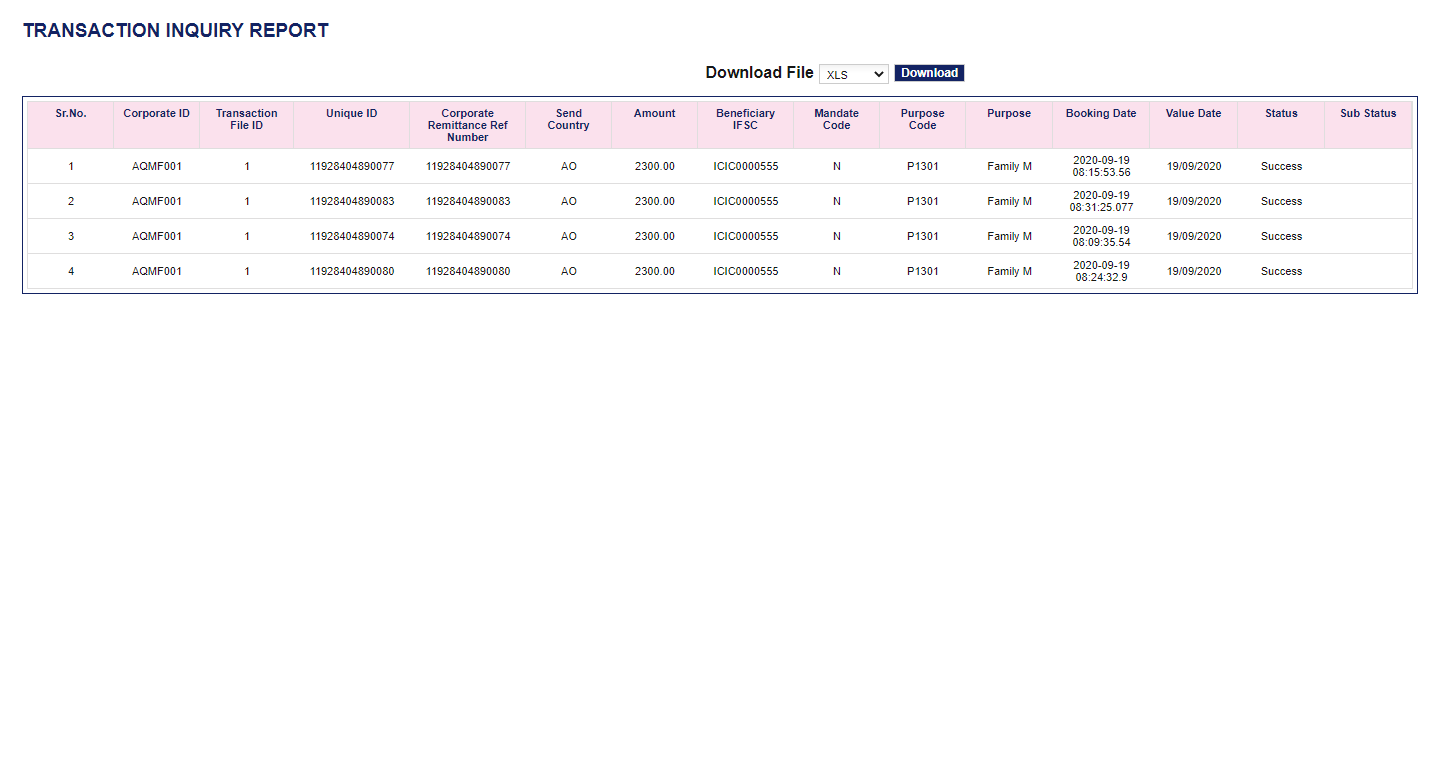 TRANSACTION INQUIRY REPORT
Download File XLS Download
Sr.No. Corporate ID Transaction File ID Unique ID Corporate Remittance Ref Number Send Country Amount Beneficiary IFSC Mandate Code Purpose Code Purpose Booking Date Value Date Status Sub Status
1 AQMF001 1 11928404890077 11928404890077 AO 2300.00 ICIC0000555 N P1301 Family M 2020-09-19 08:15:53.56 19/09/2020 Success
2 AQMF001 1 11928404890083 11928404890083 AO 2300.00 ICIC0000555 N P1301 Family M 2020-09-19 08:31:25.077 19/09/2020 Success
3 AQMF001 1 11928404890074 11928404890074 AO 2300.00 ICIC0000555 N P1301 Family M 2020-09-19 08:09:35.54 19/09/2020 Success
4 AQMF001 1 11928404890080 11928404890080 AO 2300.00 ICIC0000555 N P1301 Family M 2020-09-19 08:24:32.9 19/09/2020 Success